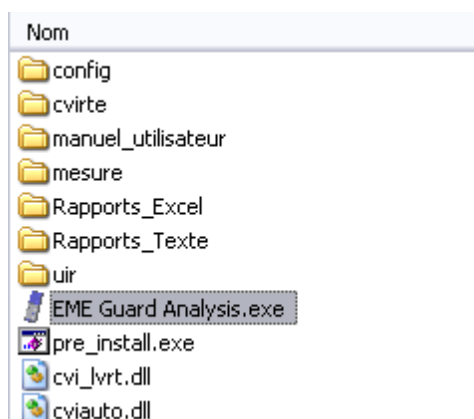 Nom
config
cvirte
manuel_utilisateur
mesure
Rapports_Excel
Rapports_Texte
uir
EME Guard Analysis.exe
pre_install.exe
cvi_lvrt.dll
cviauto.dll